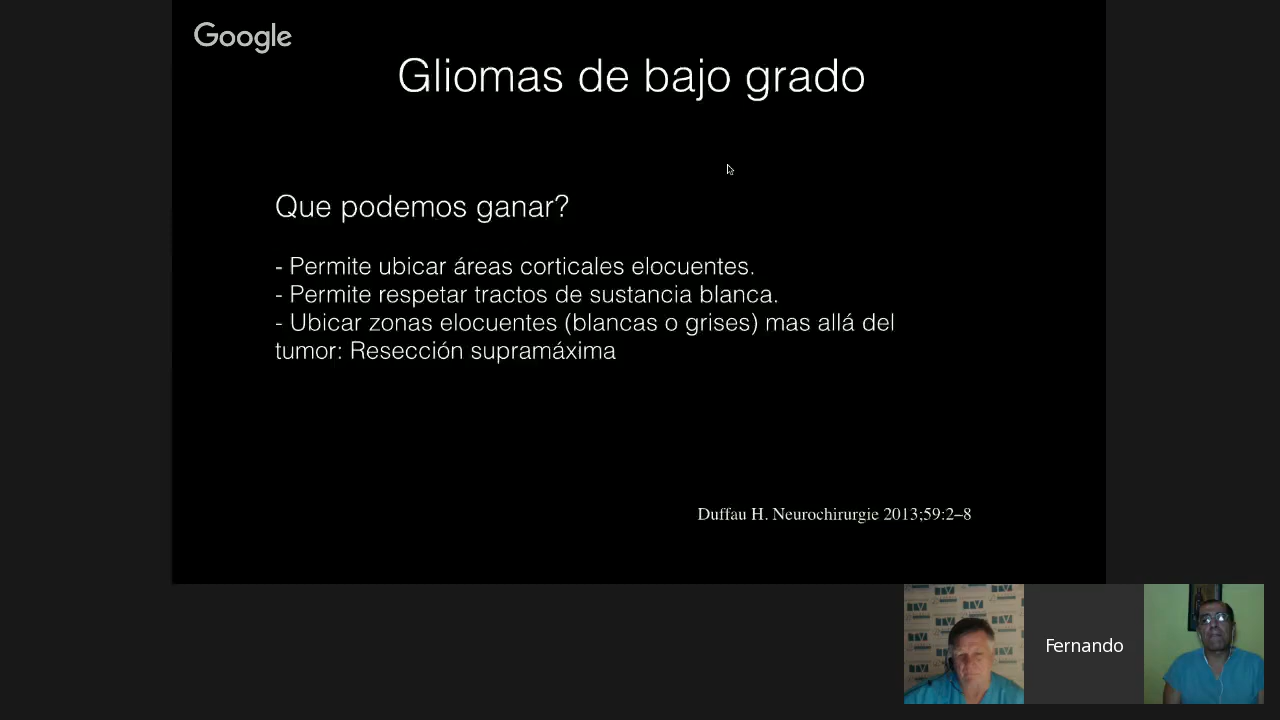 Google
Gliomas de bajo grado
Que podemos ganar?
- Permite ubicar áreas corticales elocuentes.
- Permite respetar tractos de sustancia blanca.
- Ubicar zonas elocuentes (blancas o grises) mas allá del
tumor: Resección supramáxima
Duffau H. Neurochirurgie 2013;59:2–8
Fernando